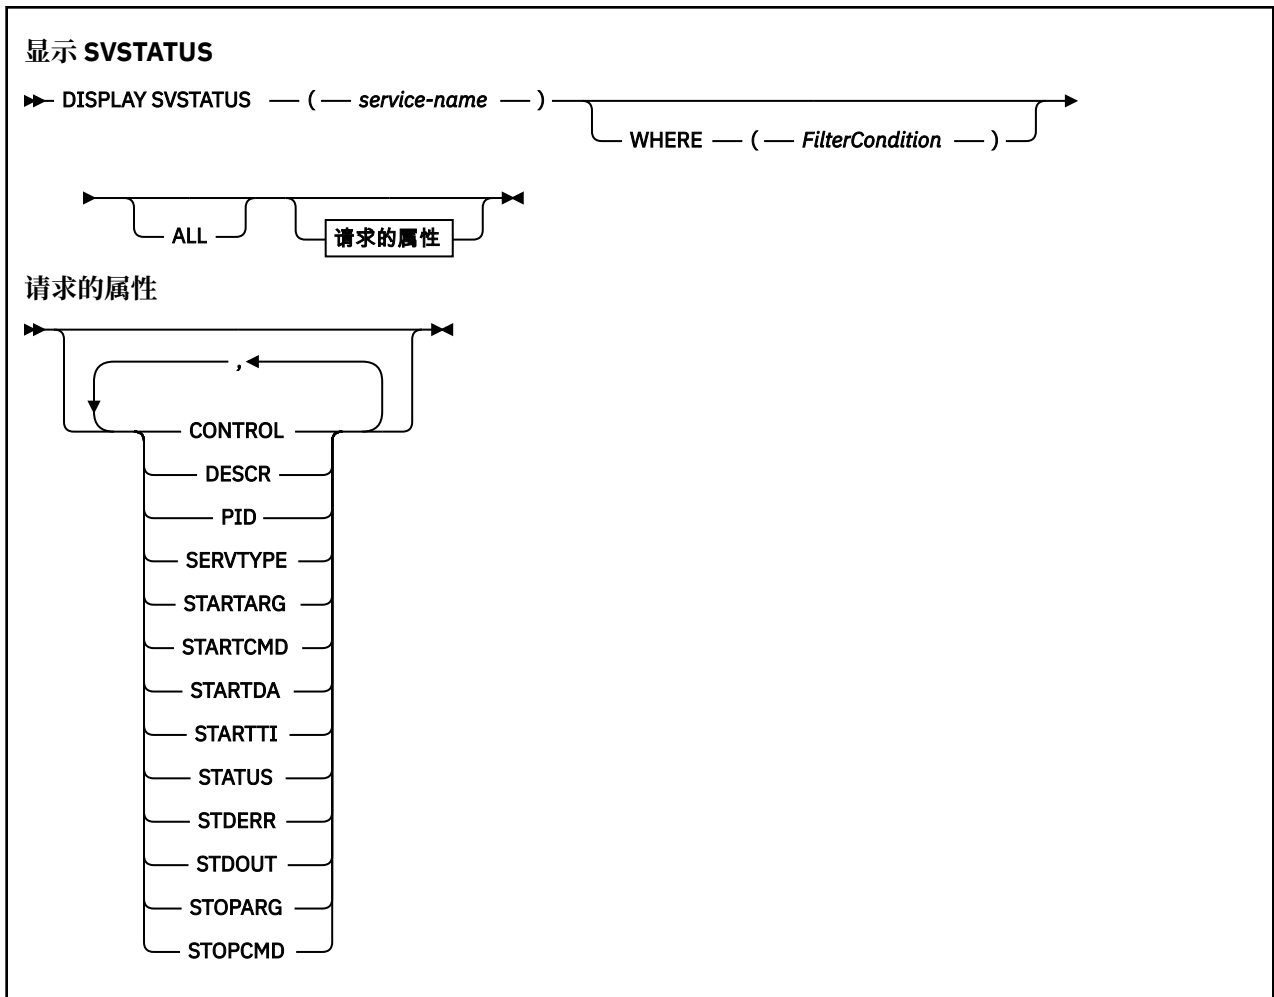 显示 SVSTATUS
DISPLAY SVSTATUS ( service-name )
WHERE ( FilterCondition )
ALL
请求的属性
请求的属性
,
CONTROL
DESCR
PID
SERVTYPE
STARTARG
STARTCMD
STARTDA
STARTTI
STATUS
STDERR
STDOUT
STOPARG
STOPCMD